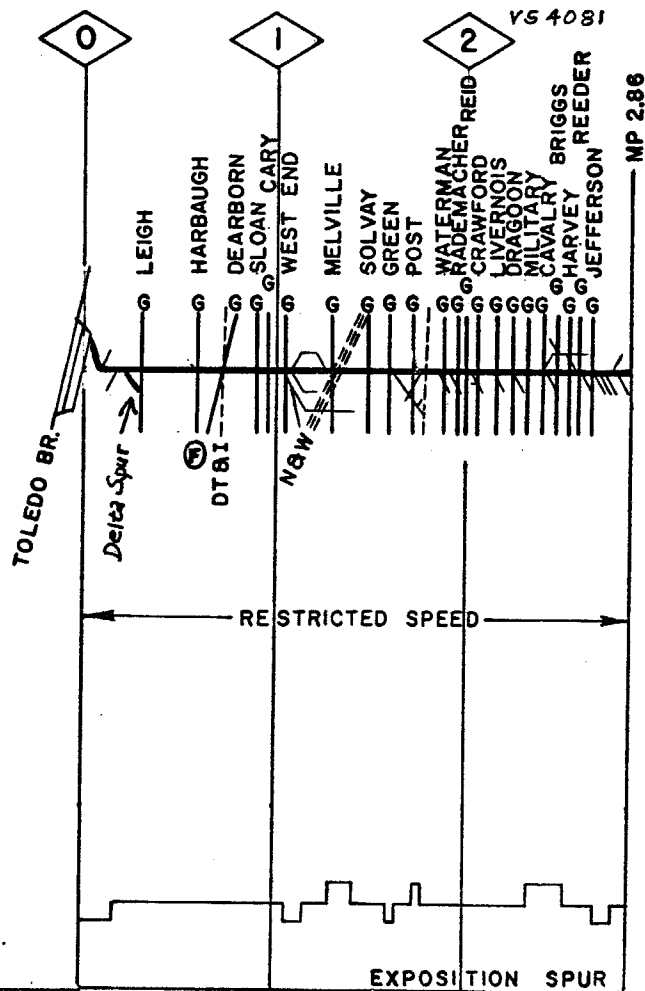 VS 4081
0
1
2
LEIGH
HARBAUGH
DEARBORN
SLOAN
CARY
WEST END
MELVILLE
SOLVAY
GREEN
POST
WATERMAN
RADEMACHER
REID
CRAWFORD
LIVERNOIS
DRAGOON
MILITARY
CAVALRY
BRIGGS
HARVEY
REEDER
JEFFERSON
MP 2.86
G G G G G G G G G G G G G G G G G G G G G G
TOLEDO BR.
Delta Spur
DT&I
N&W
RESTRICTED SPEED
EXPOSITION SPUR